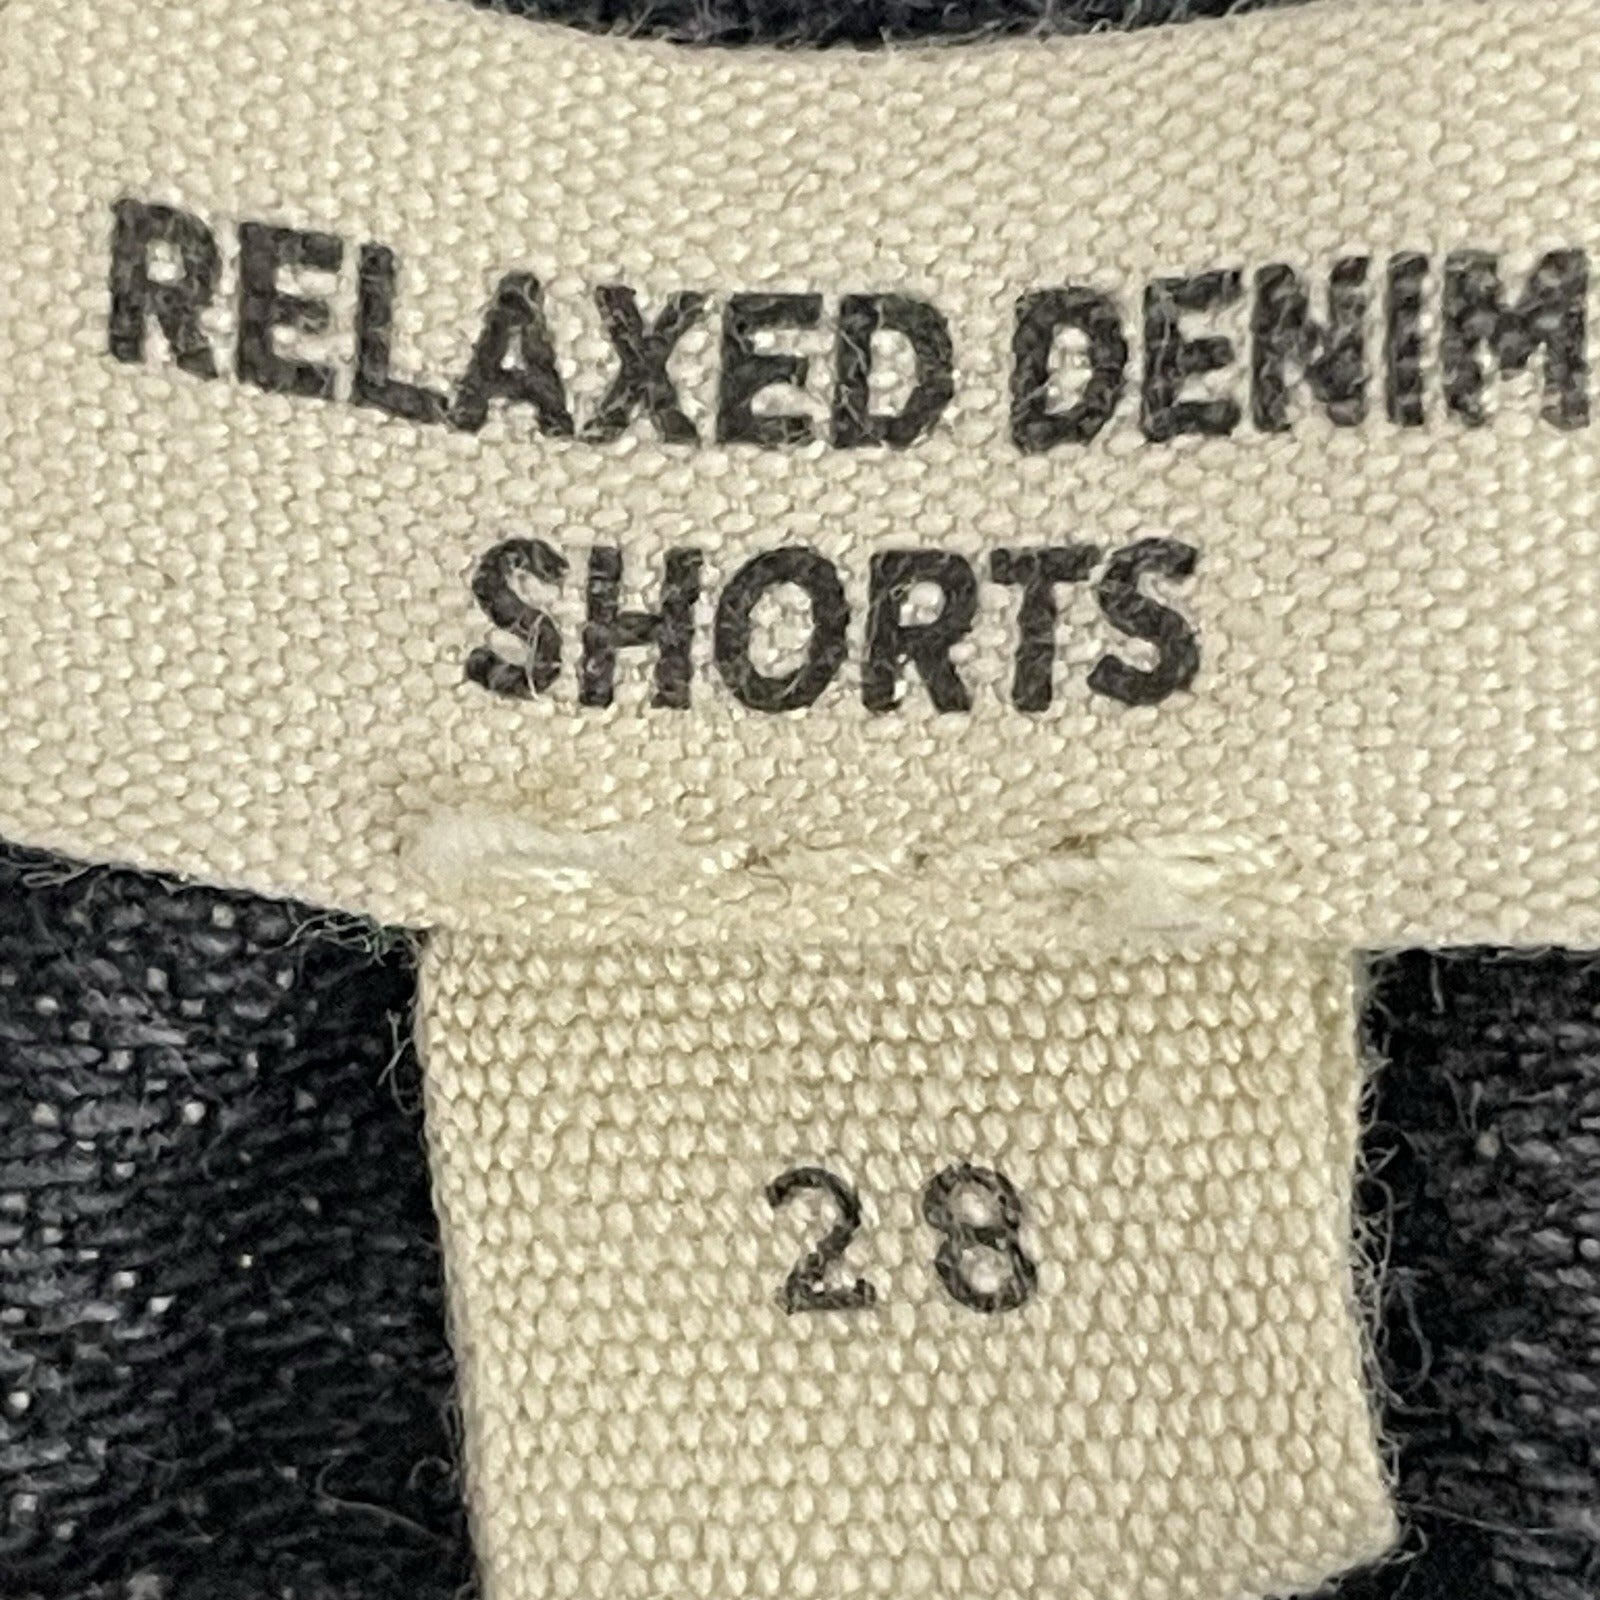 RELAXED DENIM
SHORTS
28